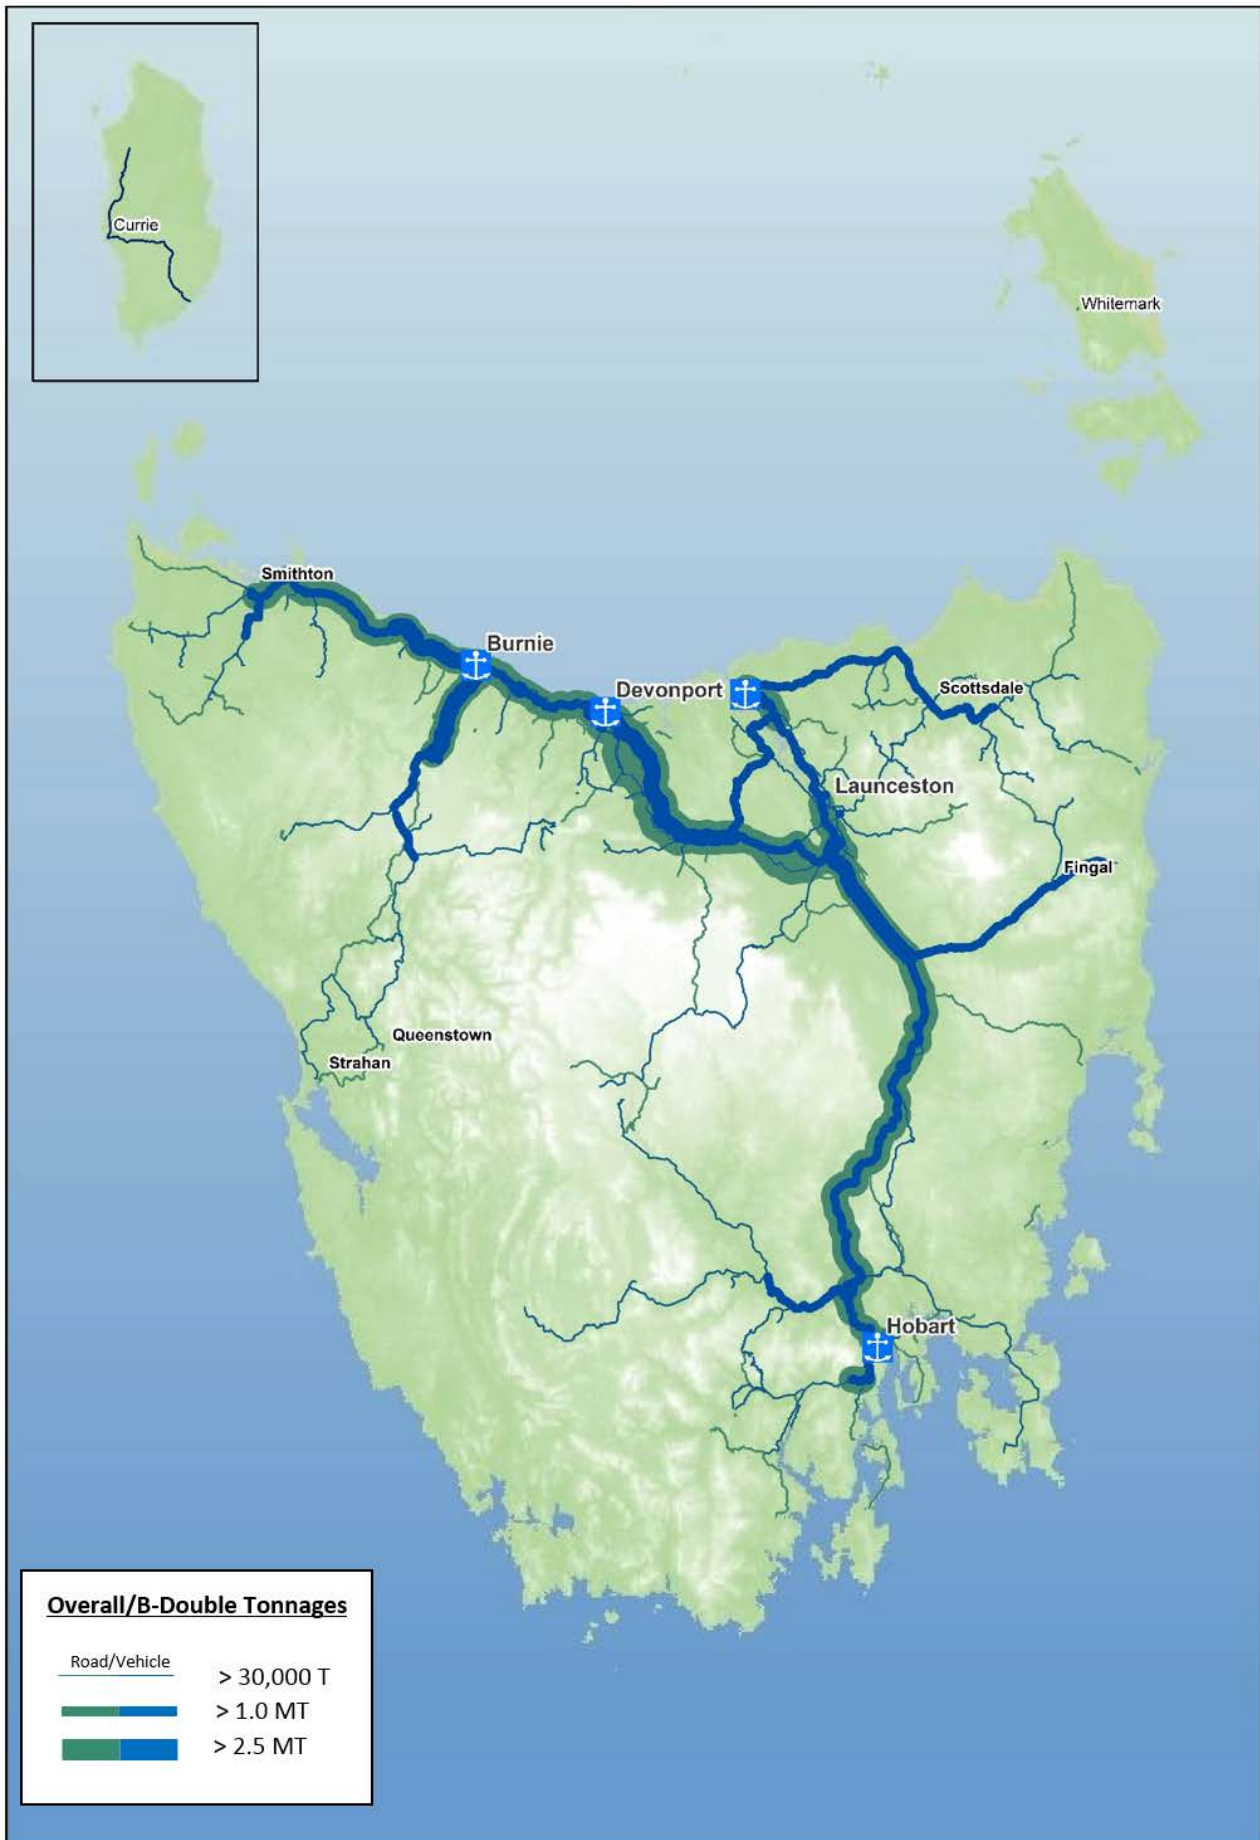 Currie
Whitemark
Smithton
Burnie
Devonport
Scottsdale
Launceston
Fingal
Queenstown
Strahan
Hobart
Overall/B-Double Tonnages
Road/Vehicle
> 30,000 T
> 1.0 MT
> 2.5 MT